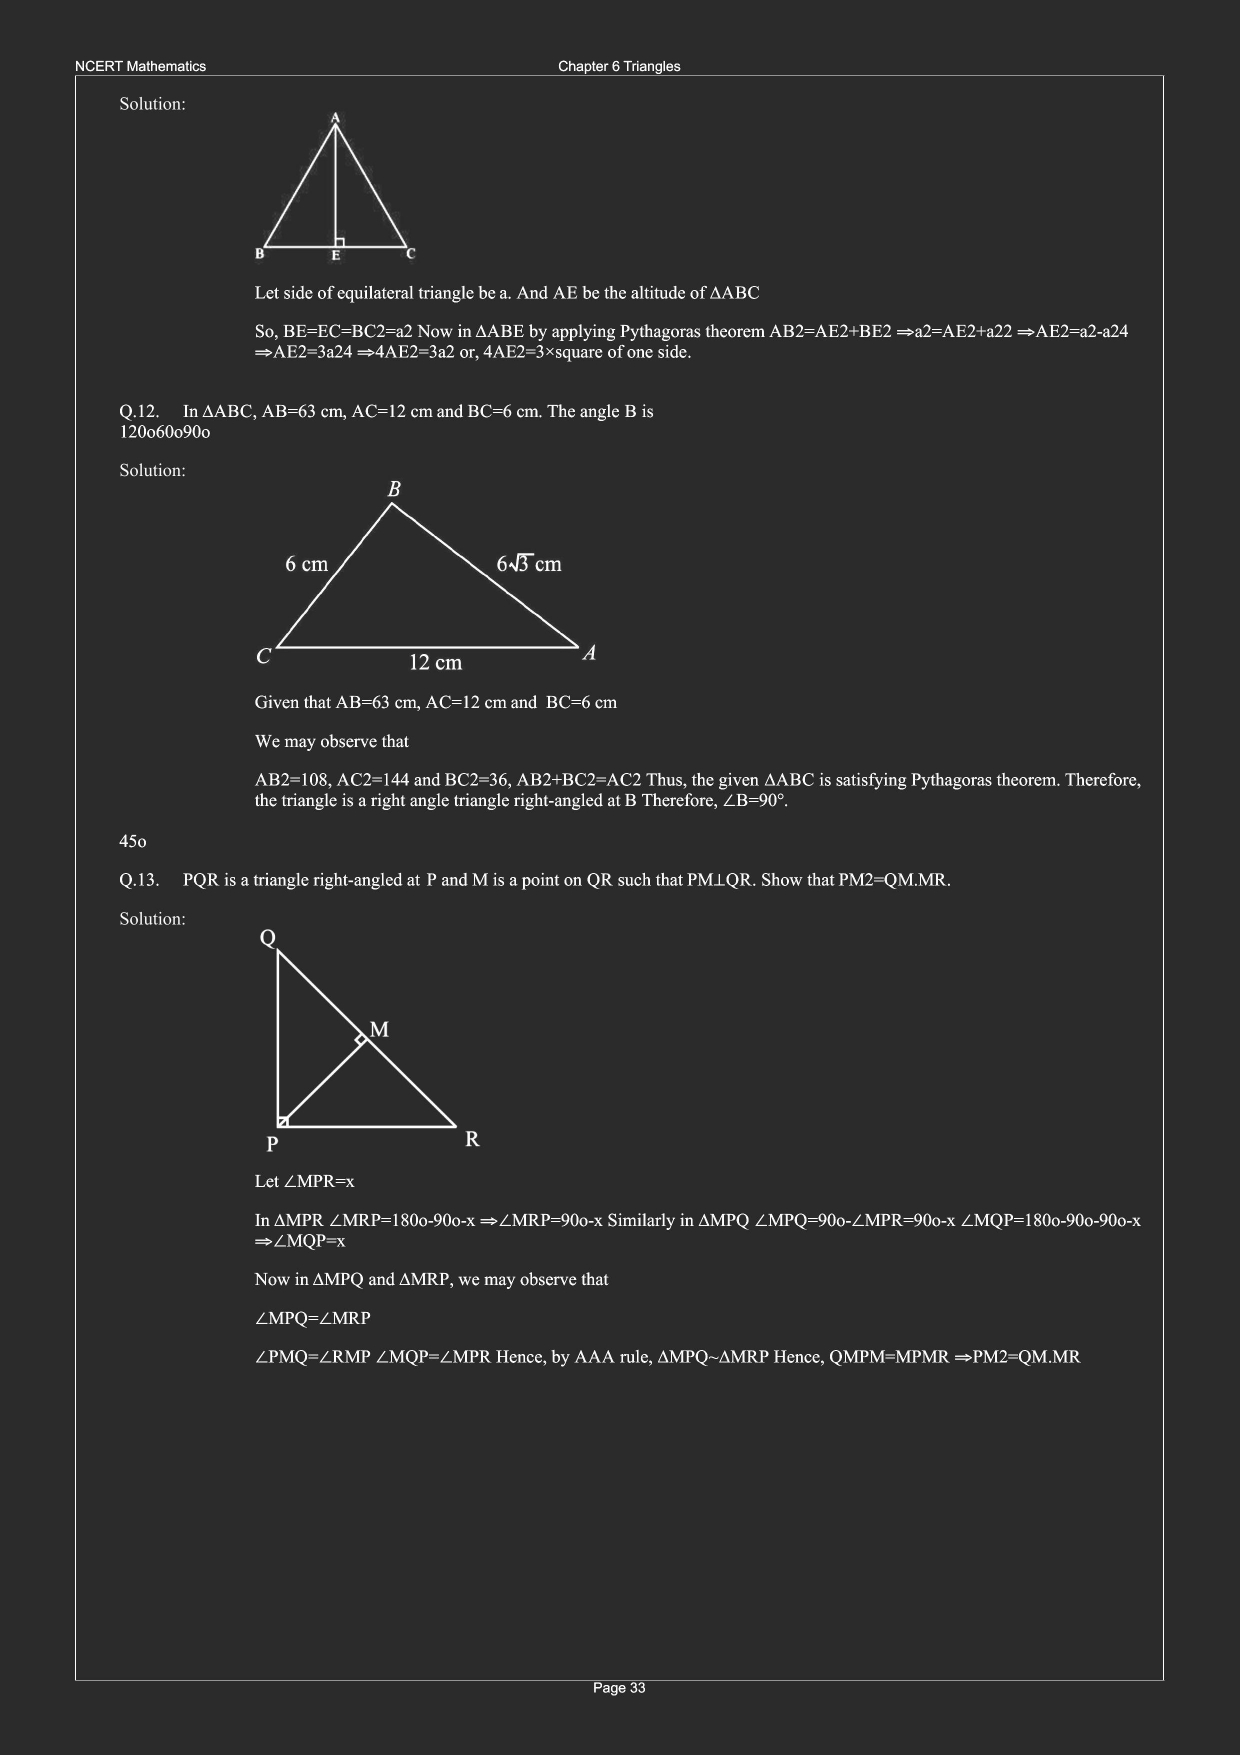 NCERT Mathematics Chapter 6 Triangles
Solution:
A
B E C
Let side of equilateral triangle be a. And AE be the altitude of ΔABC
So, BE=EC=BC2=a2 Now in ΔABE by applying Pythagoras theorem AB2=AE2+BE2 ⇒a2=AE2+a22 ⇒AE2=a2-a24
⇒AE2=3a24 ⇒4AE2=3a2 or, 4AE2=3×square of one side.
Q.12. In ΔABC, AB=63 cm, AC=12 cm and BC=6 cm. The angle B is
120o60o90o
Solution:
B
6 cm 6√3 cm
C A
12 cm
Given that AB=63 cm, AC=12 cm and BC=6 cm
We may observe that
AB2=108, AC2=144 and BC2=36, AB2+BC2=AC2 Thus, the given ΔABC is satisfying Pythagoras theorem. Therefore,
the triangle is a right angle triangle right-angled at B Therefore, ∠B=90°.
45o
Q.13. PQR is a triangle right-angled at P and M is a point on QR such that PM⊥QR. Show that PM2=QM.MR.
Solution:
Q
M
P R
Let ∠MPR=x
In ΔMPR ∠MRP=180o-90o-x ⇒∠MRP=90o-x Similarly in ΔMPQ ∠MPQ=90o-∠MPR=90o-x ∠MQP=180o-90o-90o-x
⇒∠MQP=x
Now in ΔMPQ and ΔMRP, we may observe that
∠MPQ=∠MRP
∠PMQ=∠RMP ∠MQP=∠MPR Hence, by AAA rule, ΔMPQ~ΔMRP Hence, QMPM=MPMR ⇒PM2=QM.MR
Page 33